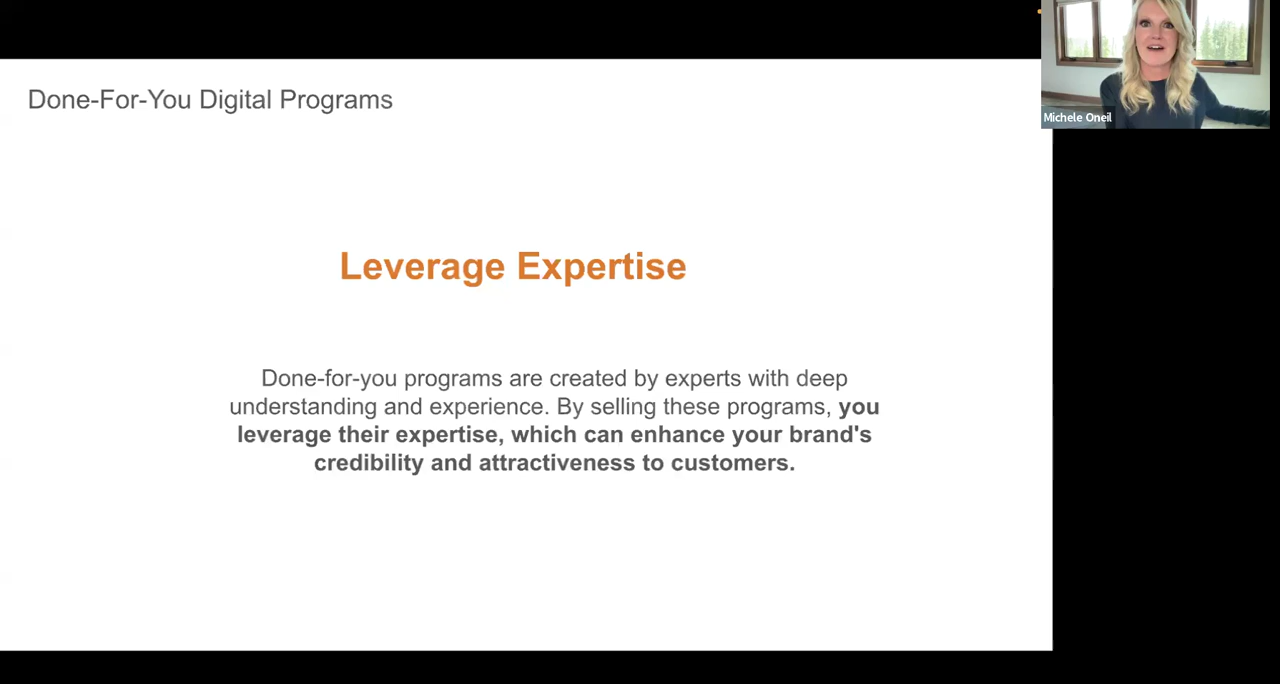 Done-For-You Digital Programs
Michele Oneil
Leverage Expertise
Done-for-you programs are created by experts with deep
understanding and experience. By selling these programs, you
leverage their expertise, which can enhance your brand's
credibility and attractiveness to customers.